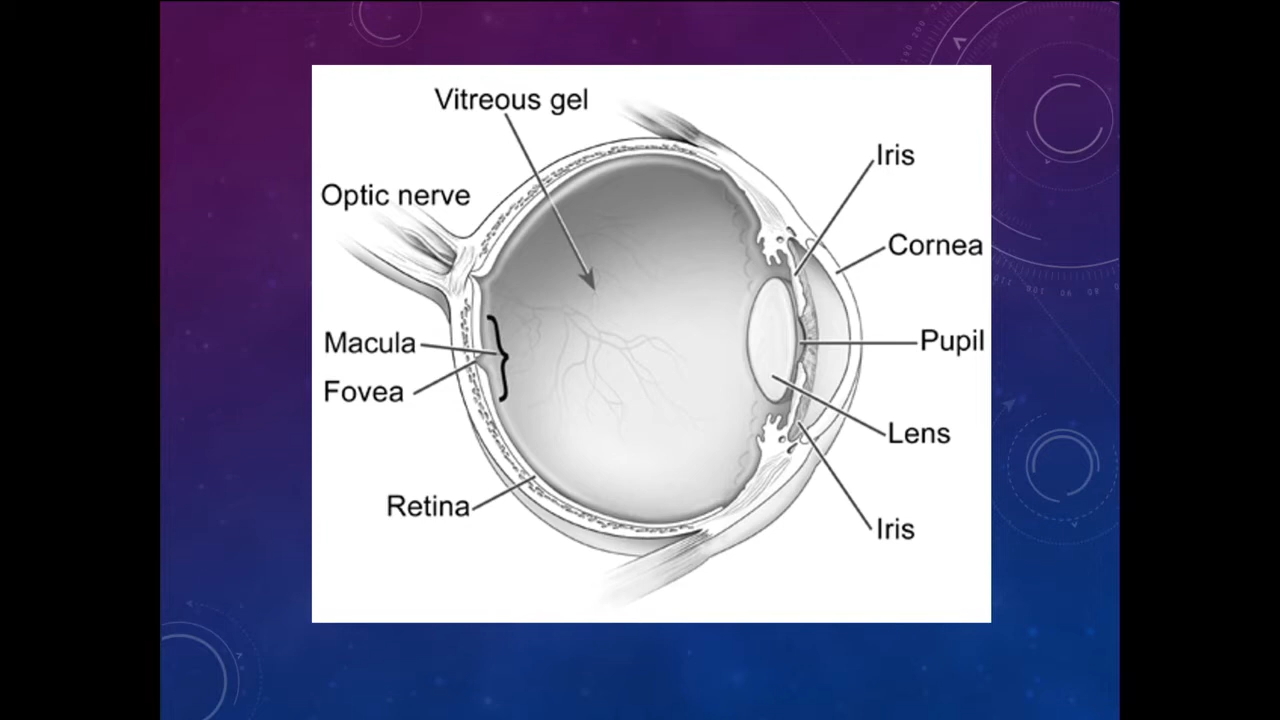 Vitreous gel
Iris
Optic nerve
Cornea
Macula
Pupil
Fovea
Lens
Retina
Iris